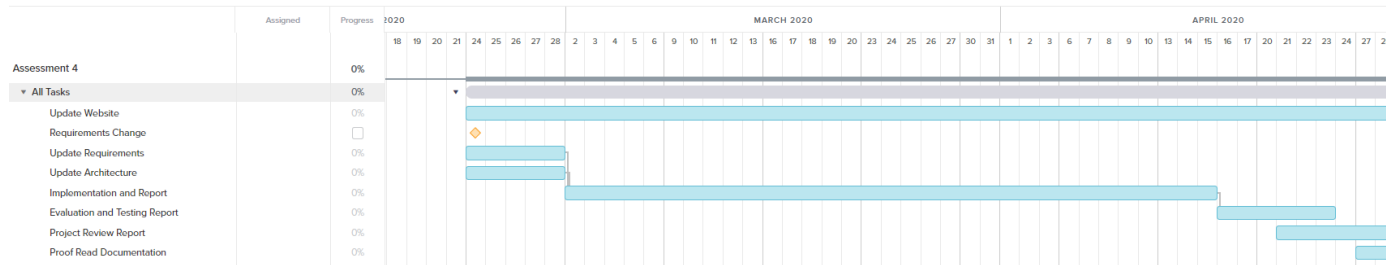 Assigned Progress 2020 MARCH 2020 APRIL 2020
18 19 20 21 24 25 26 27 28 2 3 4 5 6 9 10 11 12 13 16 17 18 19 20 23 24 25 26 27 30 31 1 2 3 6 7 8 9 10 13 14 15 16 17 20 21 22 23 24 27
Assessment 4 0%
All Tasks 0%
Update Website 0%
Requirements Change
Update Requirements 0%
Update Architecture 0%
Implementation and Report 0%
Evaluation and Testing Report 0%
Project Review Report 0%
Proof Read Documentation 0%